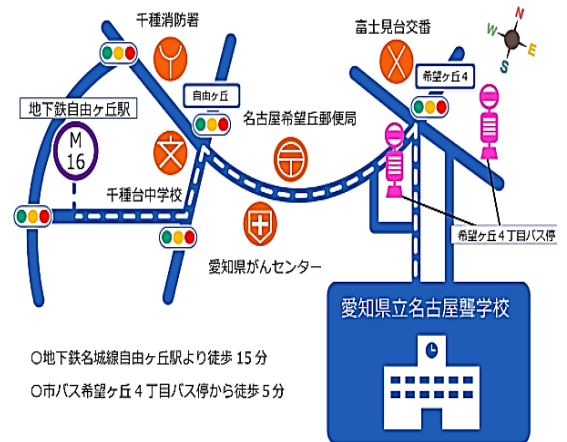 千種消防署
富士見台交番
N
W
E
S
自由ヶ丘
希望ヶ丘4
地下鉄自由ヶ丘駅
M
16
名古屋希望丘郵便局
千種台中学校
愛知県がんセンター
希望ヶ丘4丁目バス停
愛知県立名古屋聾学校
○地下鉄名城線自由ヶ丘駅より徒歩15分
○市バス希望ヶ丘4丁目バス停から徒歩5分